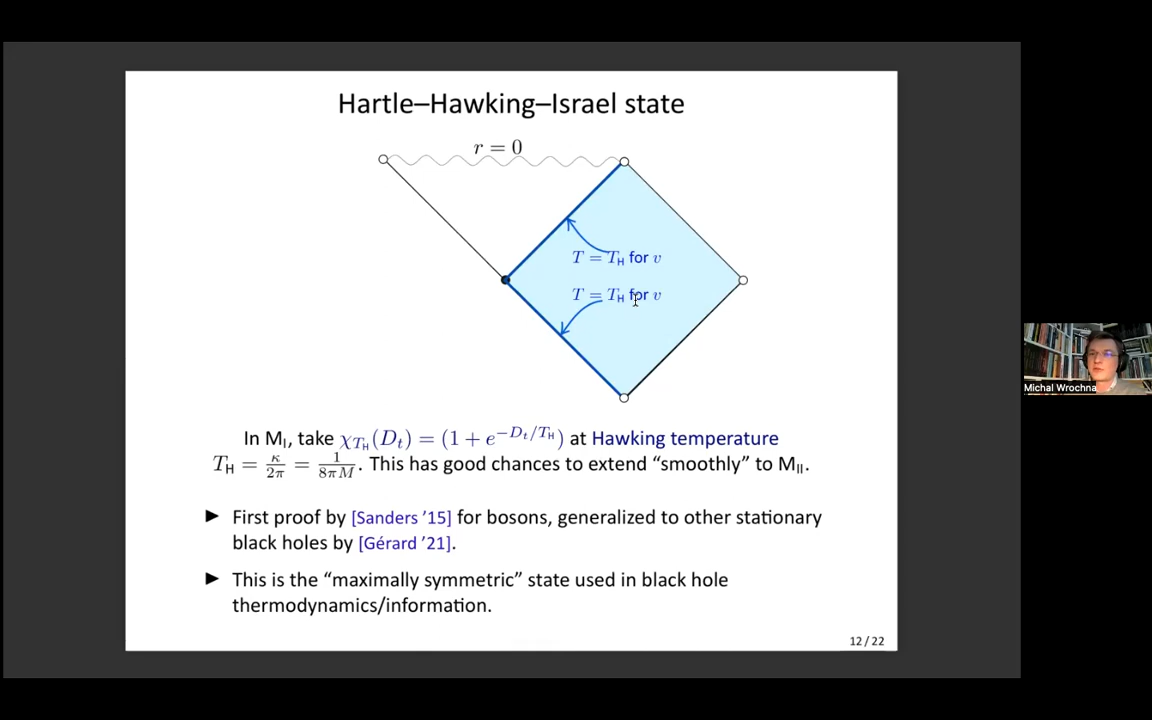 Hartle–Hawking–Israel state
r = 0
T = T_H for v
T = T_H for v
In M_I, take χ_{T_H}(D_t) = (1 + e^{−D_t/T_H}) at Hawking temperature
T_H = κ/2π = 1/8πM. This has good chances to extend “smoothly” to M_II.
► First proof by [Sanders ’15] for bosons, generalized to other stationary
black holes by [Gérard ’21].
► This is the “maximally symmetric” state used in black hole
thermodynamics/information.
12 / 22
Michal Wrochna